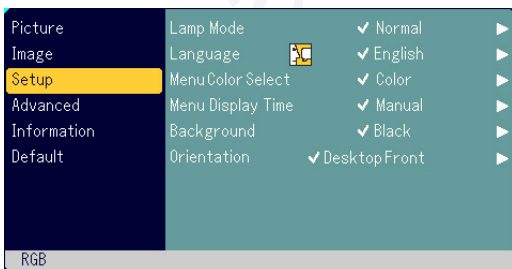 Picture
Image
Setup
Advanced
Information
Default
Lamp Mode ✓ Normal ▶
Language ✓ English ▶
Menu Color Select ✓ Color ▶
Menu Display Time ✓ Manual ▶
Background ✓ Black ▶
Orientation ✓ Desktop Front ▶
RGB